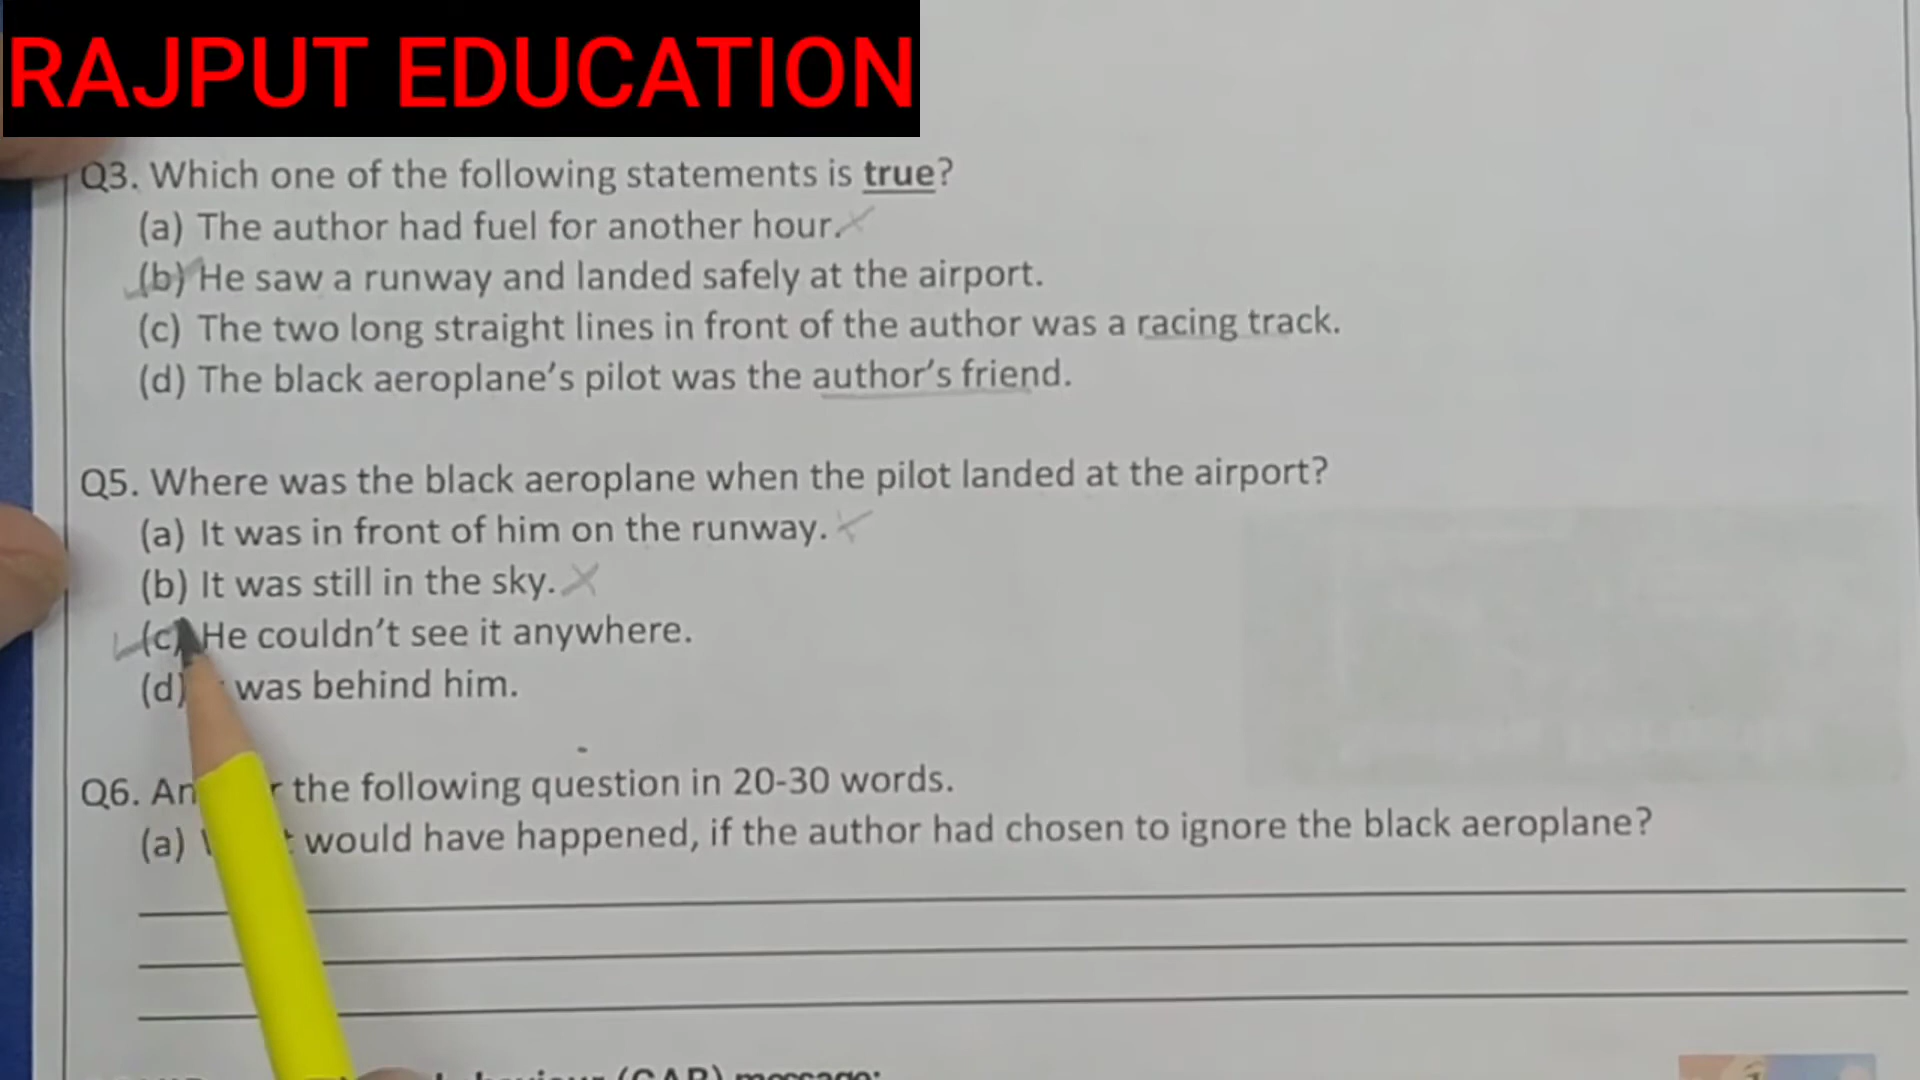 RAJPUT EDUCATION
Q3. Which one of the following statements is true?
(a) The author had fuel for another hour.
(b) He saw a runway and landed safely at the airport.
(c) The two long straight lines in front of the author was a racing track.
(d) The black aeroplane's pilot was the author's friend.
Q5. Where was the black aeroplane when the pilot landed at the airport?
(a) It was in front of him on the runway.
(b) It was still in the sky.
(c) He couldn't see it anywhere.
(d) was behind him.
Q6. the following question in 20-30 words.
(a) would have happened, if the author had chosen to ignore the black aeroplane?
(GAP) message: